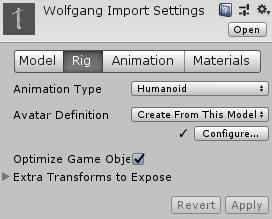 Wolfgang Import Settings
Open
Model Rig Animation Materials
Animation Type Humanoid
Avatar Definition Create From This Model
✓ Configure...
Optimize Game Obje
Extra Transforms to Expose
Revert Apply